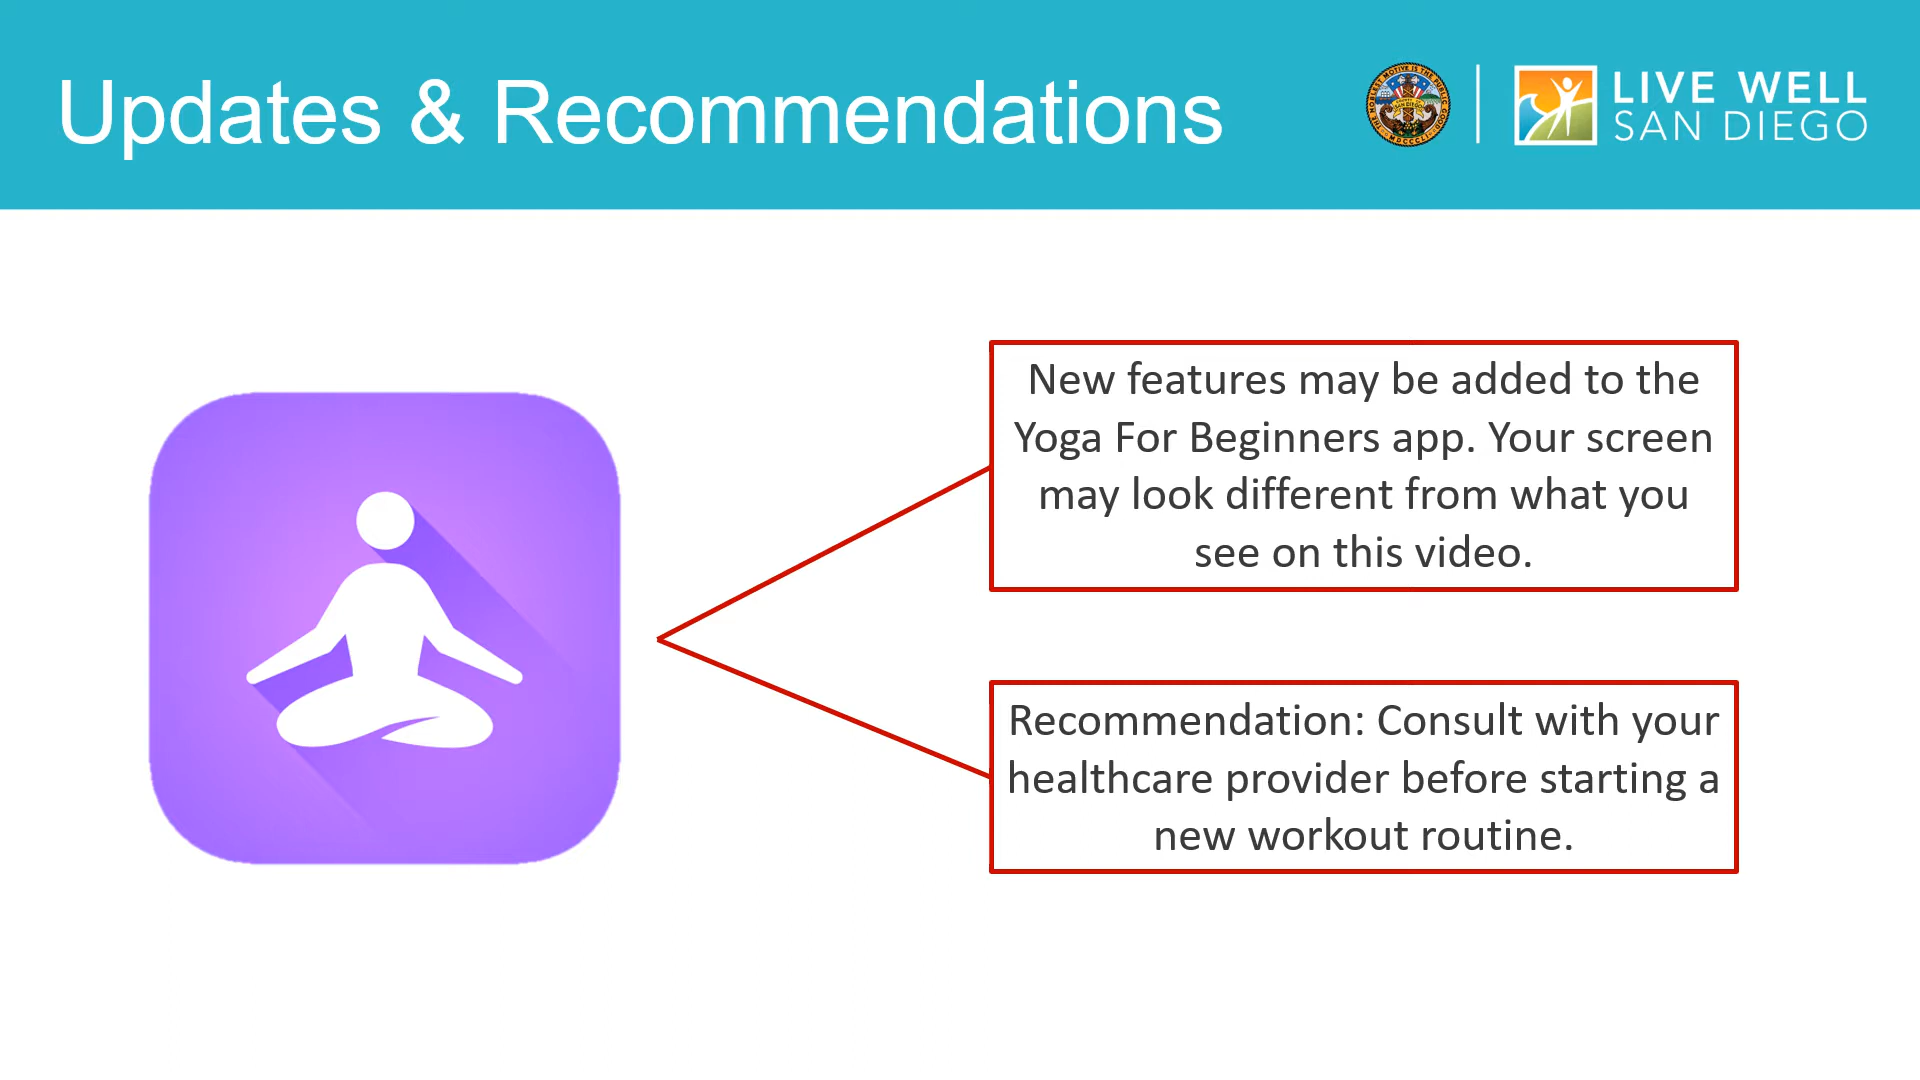 Updates & Recommendations
LIVE WELL
SAN DIEGO
New features may be added to the
Yoga For Beginners app. Your screen
may look different from what you
see on this video.
Recommendation: Consult with your
healthcare provider before starting a
new workout routine.